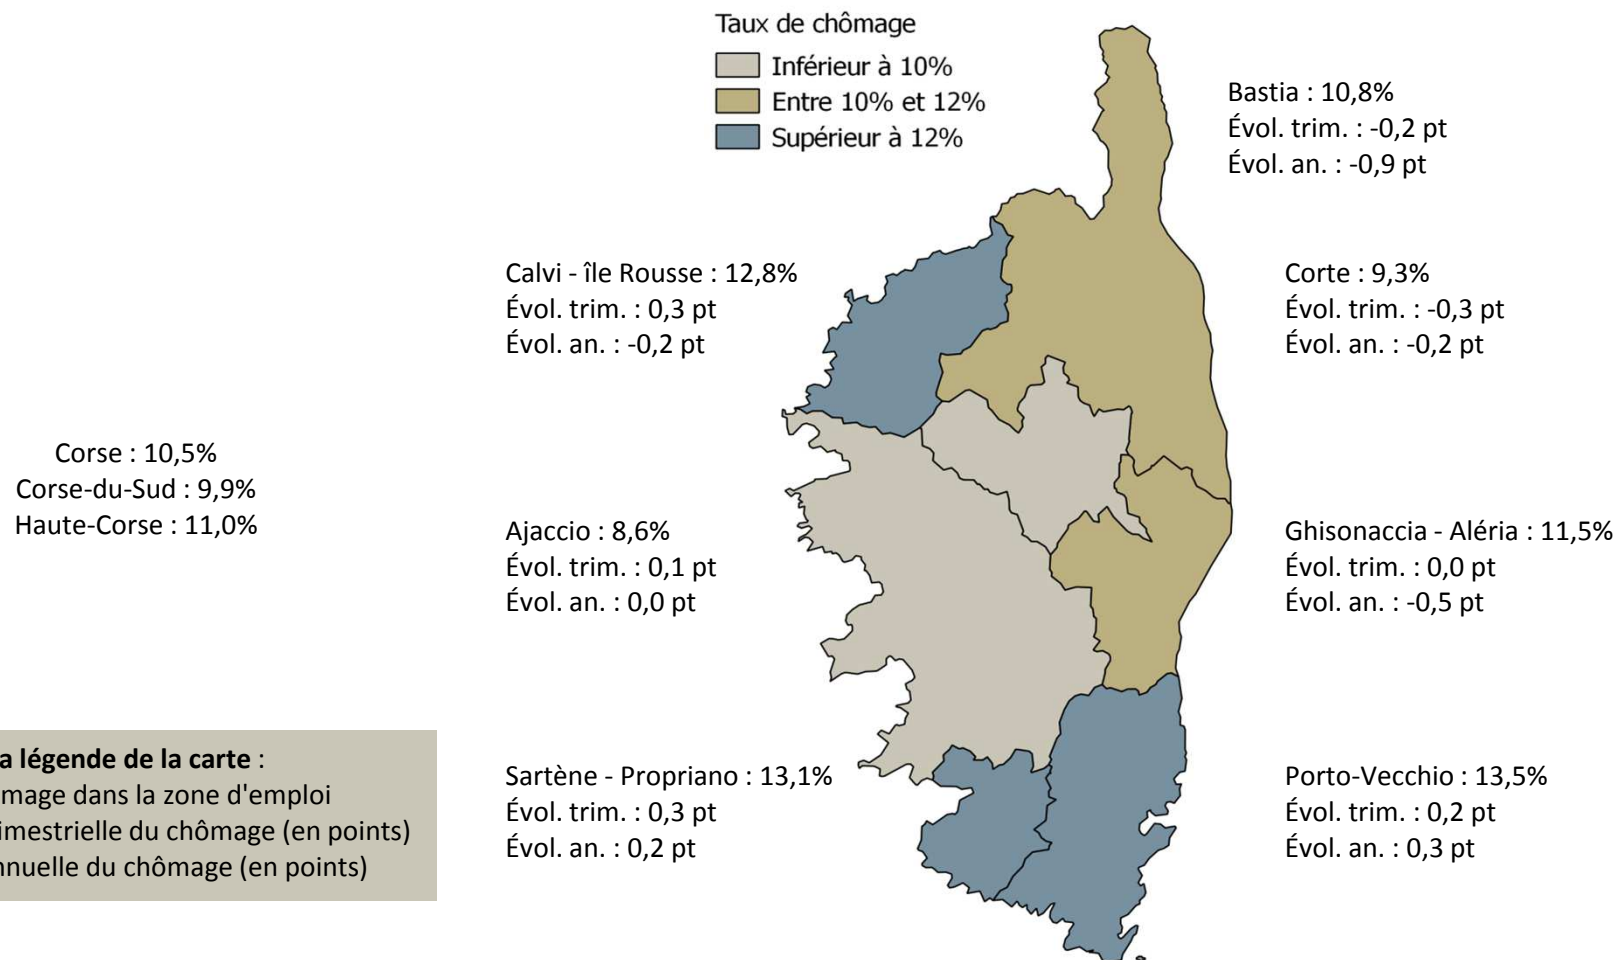 Taux de chômage
Inférieur à 10%
Entre 10% et 12%
Supérieur à 12%
Bastia : 10,8%
Évol. trim. : -0,2 pt
Évol. an. : -0,9 pt
Calvi - île Rousse : 12,8%
Évol. trim. : 0,3 pt
Évol. an. : -0,2 pt
Corte : 9,3%
Évol. trim. : -0,3 pt
Évol. an. : -0,2 pt
Corse : 10,5%
Corse-du-Sud : 9,9%
Haute-Corse : 11,0%
Ajaccio : 8,6%
Évol. trim. : 0,1 pt
Évol. an. : 0,0 pt
Ghisonaccia - Aléria : 11,5%
Évol. trim. : 0,0 pt
Évol. an. : -0,5 pt
a légende de la carte :
mage dans la zone d'emploi
imestrielle du chômage (en points)
nnuelle du chômage (en points)
Sartène - Propriano : 13,1%
Évol. trim. : 0,3 pt
Évol. an. : 0,2 pt
Porto-Vecchio : 13,5%
Évol. trim. : 0,2 pt
Évol. an. : 0,3 pt